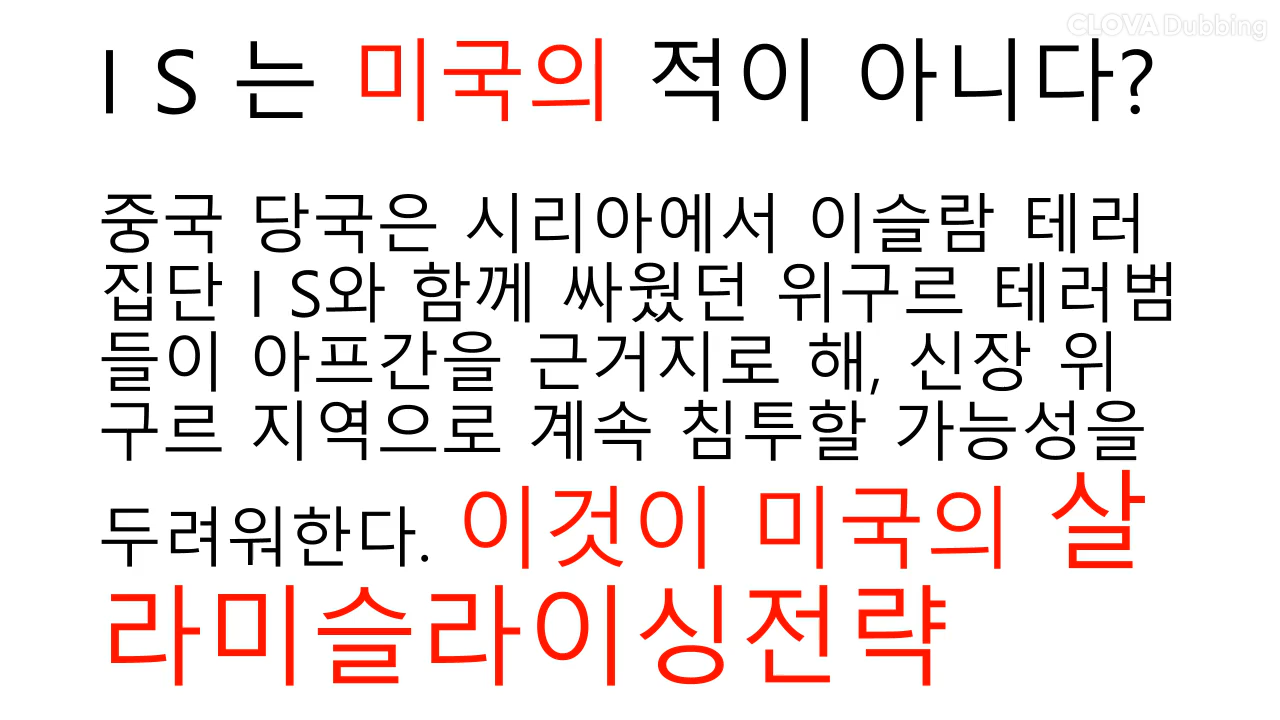 CLOVA Dubbing
I S 는 미국의 적이 아니다?
중국 당국은 시리아에서 이슬람 테러
집단 I S와 함께 싸웠던 위구르 테러범
들이 아프간을 근거지로 해, 신장 위
구르 지역으로 계속 침투할 가능성을
두려워한다. 이것이 미국의 살
라미슬라이싱전략